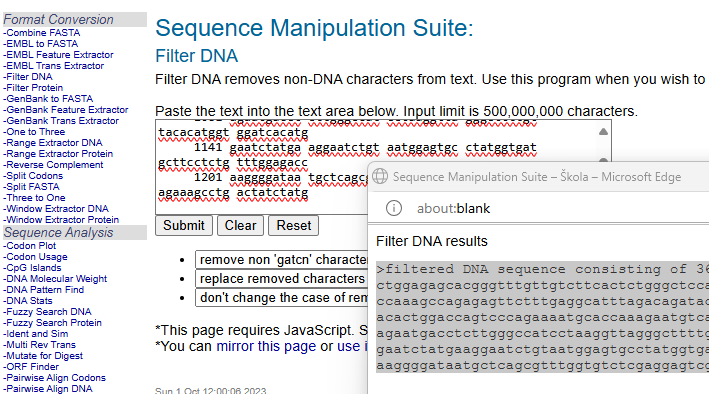 Format Conversion
-Combine FASTA
-EMBL to FASTA
-EMBL Feature Extractor
-EMBL Trans Extractor
-Filter DNA
-Filter Protein
-GenBank to FASTA
-GenBank Feature Extractor
-GenBank Trans Extractor
-One to Three
-Range Extractor DNA
-Range Extractor Protein
-Reverse Complement
-Split Codons
-Split FASTA
-Three to One
-Window Extractor DNA
-Window Extractor Protein
Sequence Analysis
-Codon Plot
-Codon Usage
-CpG Islands
-DNA Molecular Weight
-DNA Pattern Find
-DNA Stats
-Fuzzy Search DNA
-Fuzzy Search Protein
-Ident and Sim
-Multi Rev Trans
-Mutate for Digest
-ORF Finder
-Pairwise Align Codons
-Pairwise Align DNA
Sequence Manipulation Suite:
Filter DNA
Filter DNA removes non-DNA characters from text. Use this program when you wish to
Paste the text into the text area below. Input limit is 500,000,000 characters.
tacacatggt ggatcacatg
1141 gaatctatga aggaatctgt aatggagtgc ctatggtgat
gcttcctctg tttggagacc
1201 aaggggataa tgctcagcg
agaaagcctg actatctatg
Submit Clear Reset
remove non 'gatcn' characte
replace removed characters
don't change the case of rem
*This page requires JavaScript. S
*You can mirror this page or use i
Sun 1 Oct 12:00:06 2023
Sequence Manipulation Suite – Škola – Microsoft Edge
about:blank
Filter DNA results
>filtered DNA sequence consisting of 36
ctggagagcacgggtttgttgtcttcactctgggctcca
ccaaagccagagagttctttgaggcatttagacagatac
acactggaccagtcccagaaaatgcaccaaagaatgtca
agaatgacctcttgggccatcctaaggttagggcttttg
gaatctatgaaggaatctgtaatggagtgcctatggtga
aaggggataatgctcagcgtttggtgtctcgaggagtcg